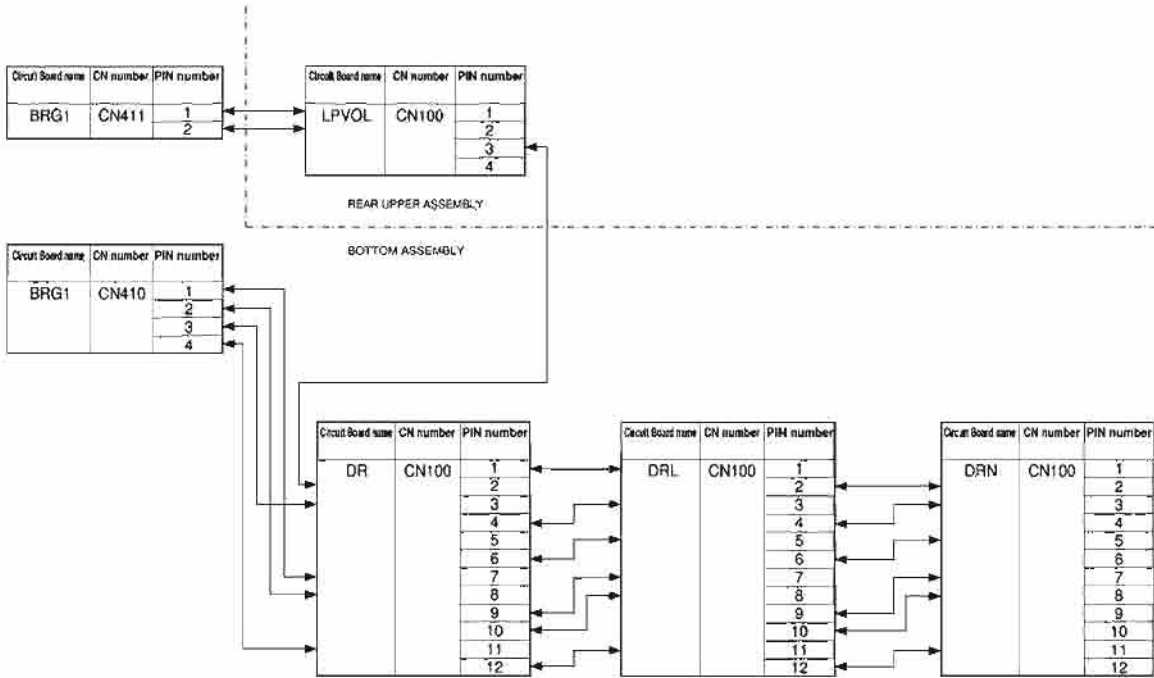 Circuit Board name CN number PIN number
BRG1 CN411 1
2
Circuit Board name CN number PIN number
LPVOL CN100 1
2
3
4
REAR UPPER ASSEMBLY
BOTTOM ASSEMBLY
Circuit Board name CN number PIN number
BRG1 CN410 1
2
3
4
Circuit Board name CN number PIN number
DR CN100 1
2
3
4
5
6
7
8
9
10
11
12
Circuit Board name CN number PIN number
DRL CN100 1
2
3
4
5
6
7
8
9
10
11
12
Circuit Board name CN number PIN number
DRN CN100 1
2
3
4
5
6
7
8
9
10
11
12